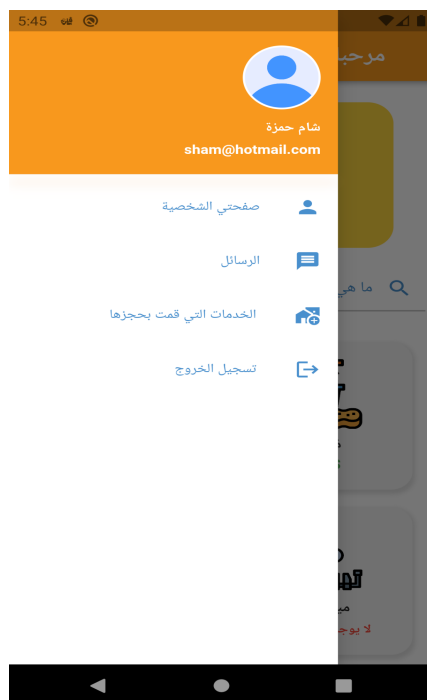 5:45
مرحبا
شام حمزة
sham@hotmail.com
صفحتي الشخصية
الرسائل
ما هي
الخدمات التي قمت بحجزها
تسجيل الخروج
لا يوجد